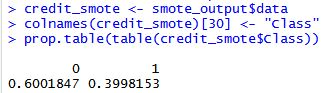 > credit_smote <- smote_output$data
> colnames(credit_smote)[30] <- "Class"
> prop.table(table(credit_smote$Class))
0 1
0.6001847 0.3998153